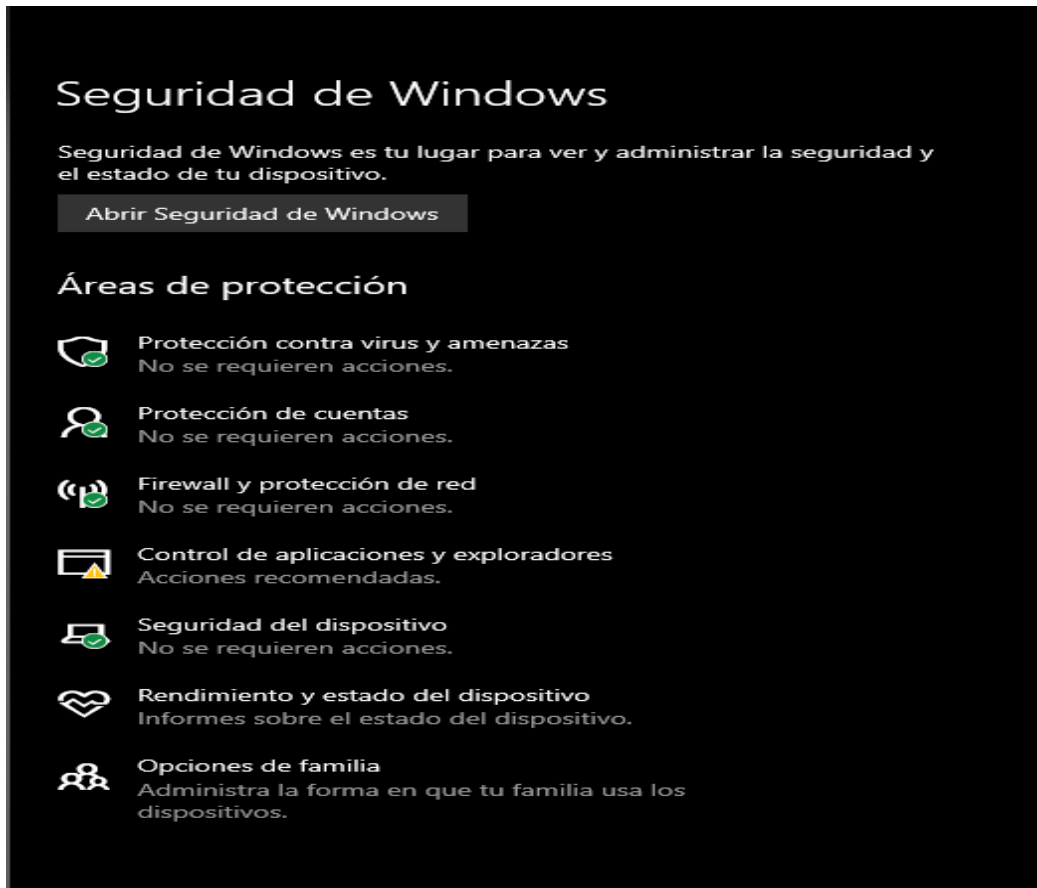 Seguridad de Windows
Seguridad de Windows es tu lugar para ver y administrar la seguridad y
el estado de tu dispositivo.
Abrir Seguridad de Windows
Áreas de protección
Protección contra virus y amenazas
No se requieren acciones.
Protección de cuentas
No se requieren acciones.
Firewall y protección de red
No se requieren acciones.
Control de aplicaciones y exploradores
Acciones recomendadas.
Seguridad del dispositivo
No se requieren acciones.
Rendimiento y estado del dispositivo
Informes sobre el estado del dispositivo.
Opciones de familia
Administra la forma en que tu familia usa los
dispositivos.